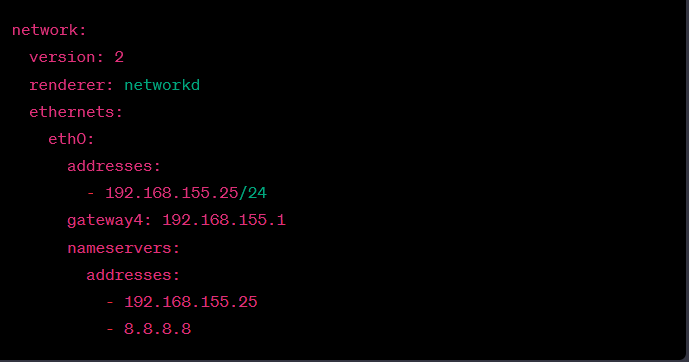 network:
  version: 2
  renderer: networkd
  ethernets:
    eth0:
      addresses:
        - 192.168.155.25/24
      gateway4: 192.168.155.1
      nameservers:
        addresses:
          - 192.168.155.25
          - 8.8.8.8